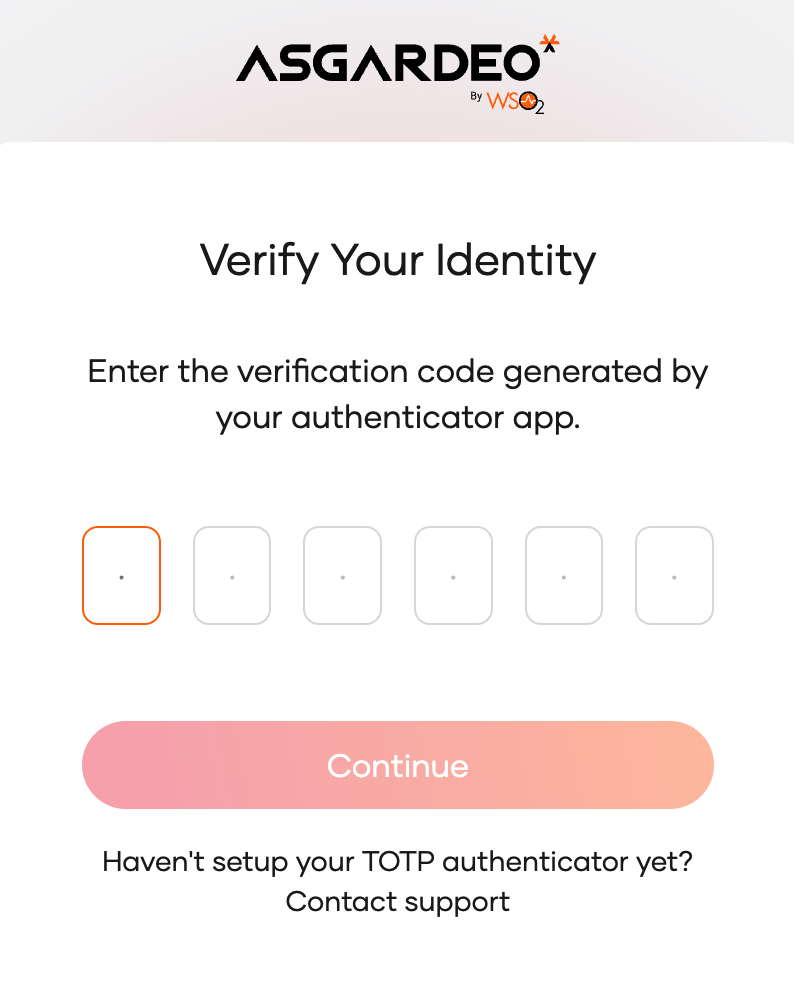 ASGARDEO
By WSO2
Verify Your Identity
Enter the verification code generated by
your authenticator app.
Continue
Haven't setup your TOTP authenticator yet?
Contact support